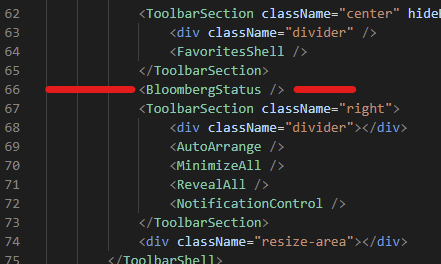 62 <ToolbarSection className="center"
63 <div className="divider" />
64 <FavoritesShell />
65 </ToolbarSection>
66 <BloombergStatus />
67 <ToolbarSection className="right">
68 <div className="divider"></div>
69 <AutoArrange />
70 <MinimizeAll />
71 <RevealAll />
72 <NotificationControl />
73 </ToolbarSection>
74 <div className="resize-area"></div>
75 </ToolbarShell>